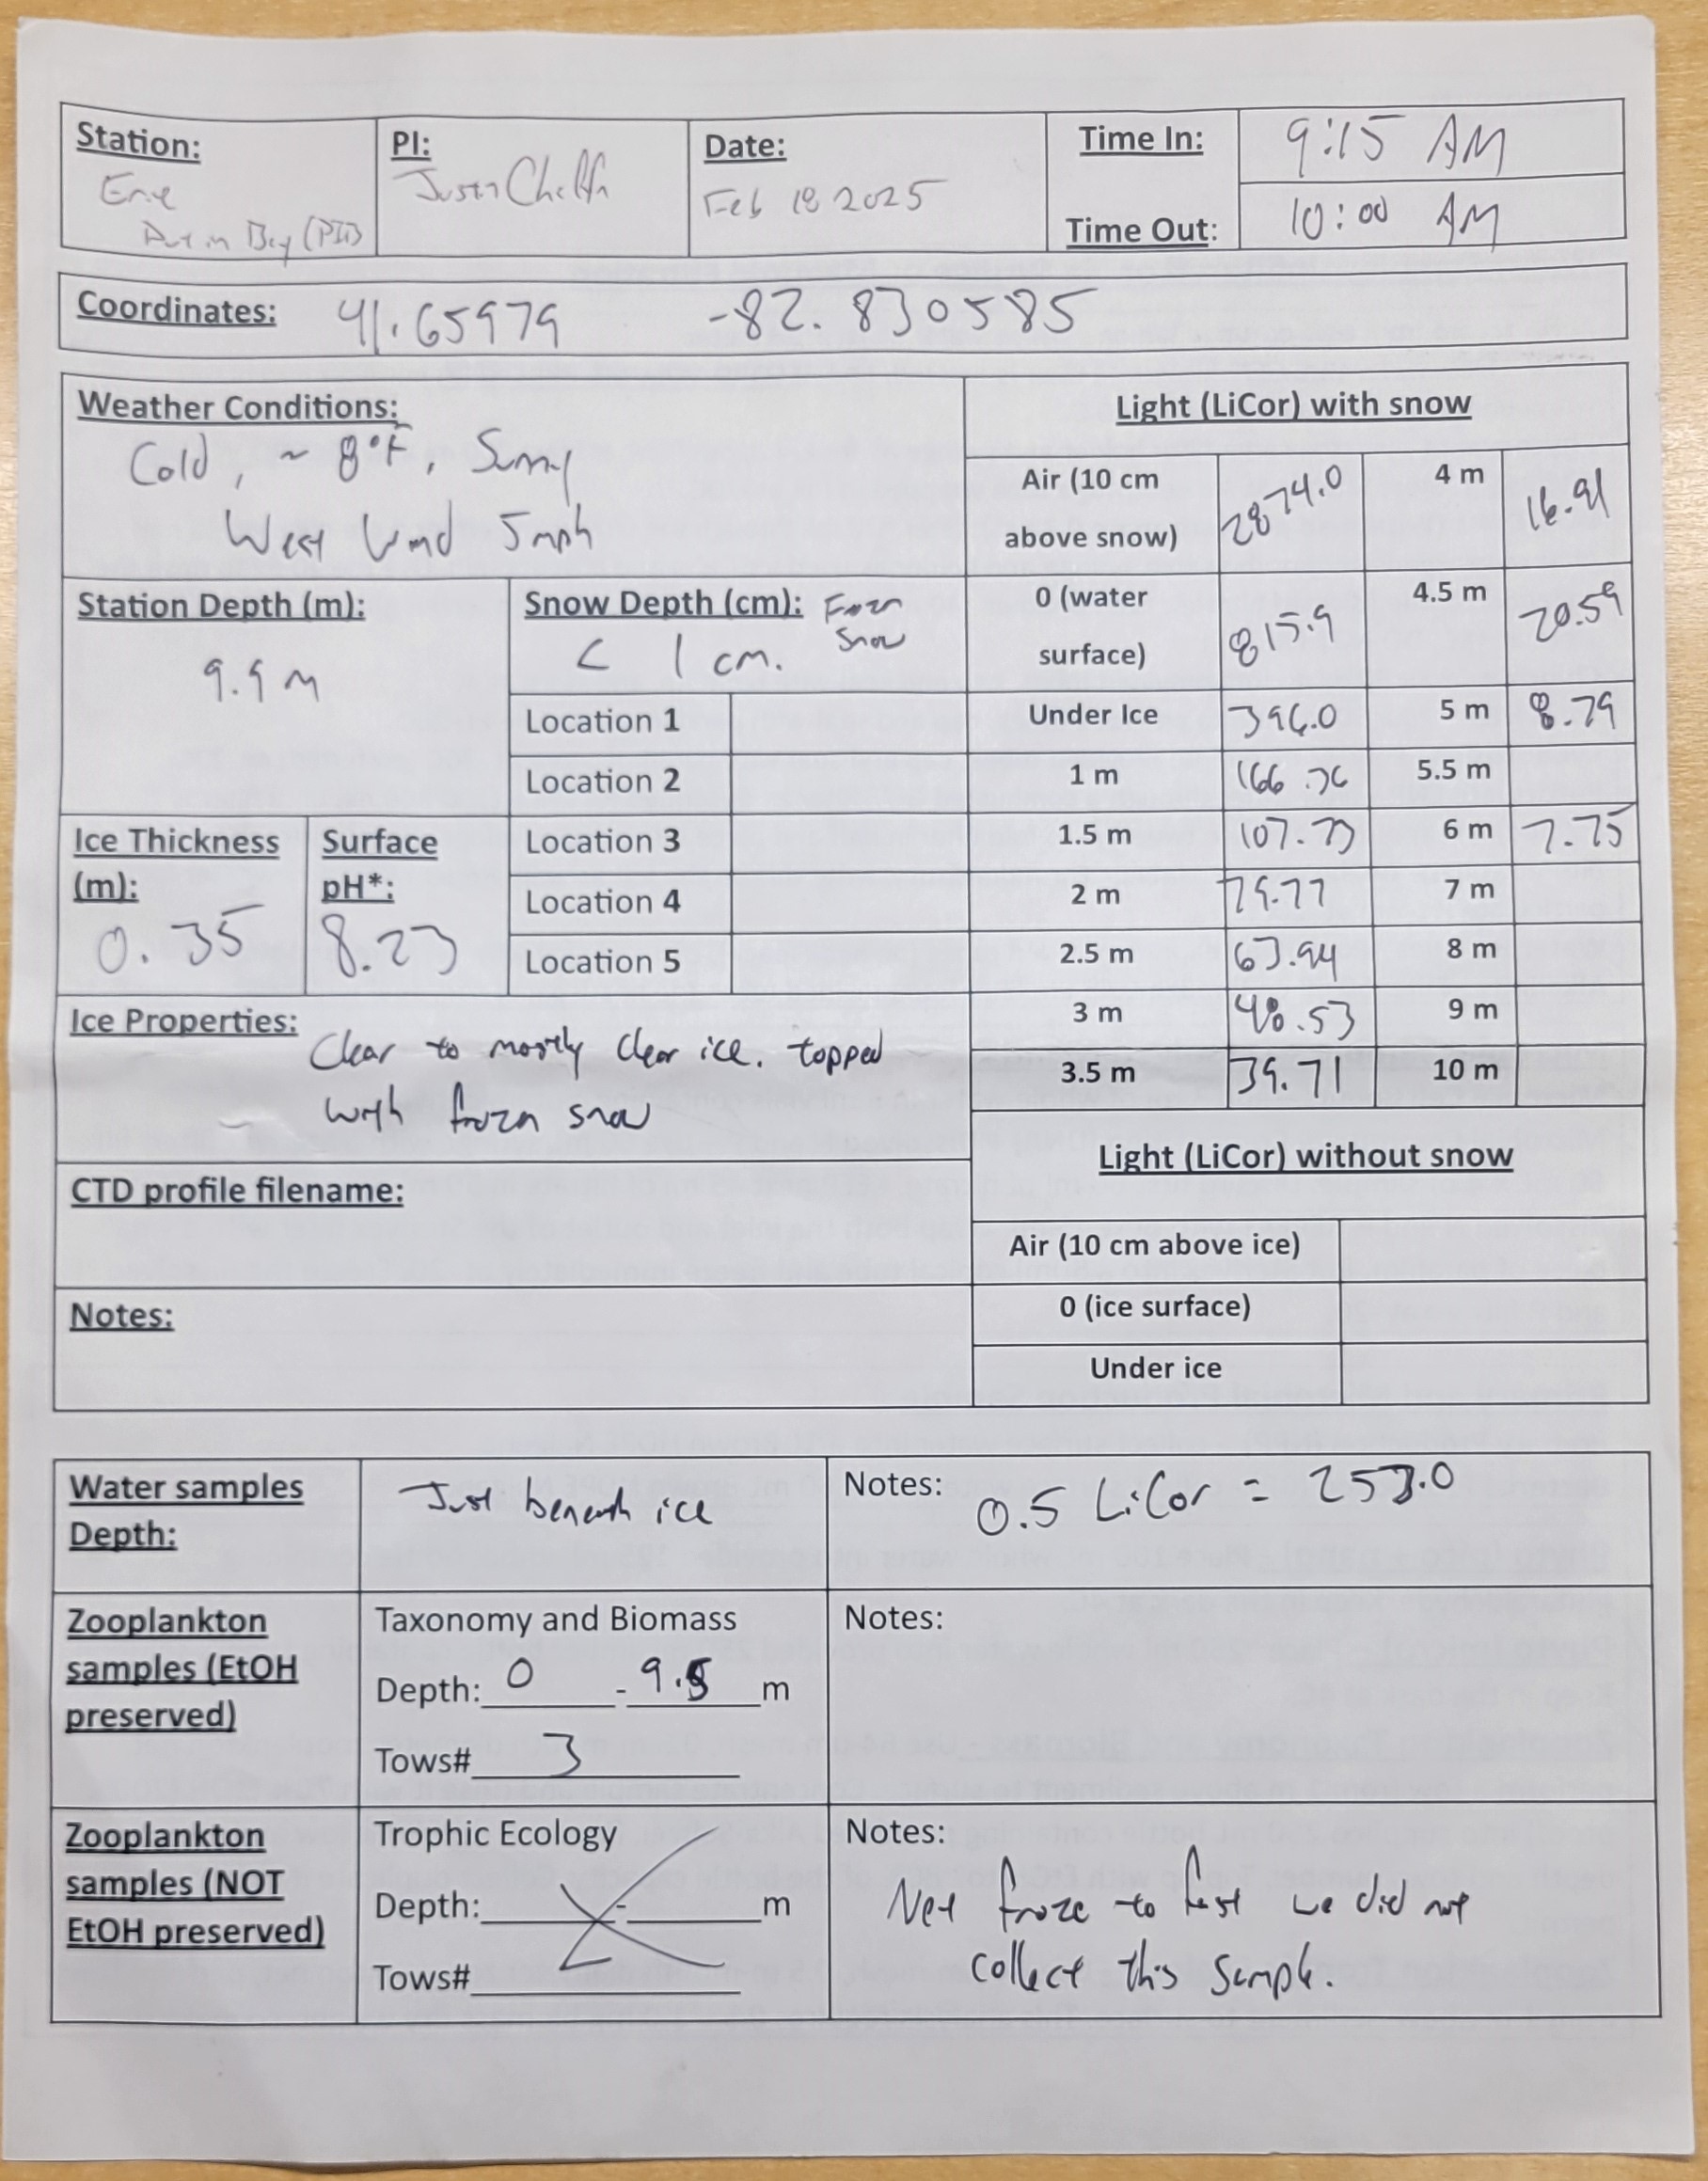 Station:
Erie
Put in Bay (PIB)
PI:
Justin Chaffin
Date:
Feb 18 2025
Time In:
9:15 AM
Time Out:
10:00 AM
Coordinates: 41.65979 -82.830585
Weather Conditions:
Cold, ~ 8°F, Sunny
West Wind 5mph
Station Depth (m):
9.9 m
Snow Depth (cm): Frozn
Snow
< 1 cm.
Location 1
Location 2
Location 3
Location 4
Location 5
Ice Thickness
(m):
0.35
Surface
pH*:
8.23
Ice Properties:
Clear to mostly clear ice. topped
with frozn snow
CTD profile filename:
Notes:
Light (LiCor) with snow
Air (10 cm
above snow) 2874.0 4 m 16.91
0 (water
surface) 815.9 4.5 m 20.59
Under Ice 396.0 5 m 8.79
1 m 166.76 5.5 m
1.5 m 107.73 6 m 7.75
2 m 79.77 7 m
2.5 m 63.94 8 m
3 m 48.53 9 m
3.5 m 39.71 10 m
Light (LiCor) without snow
Air (10 cm above ice)
0 (ice surface)
Under ice
Water samples
Depth:
Just beneath ice
Notes: 0.5 LiCor = 253.0
Zooplankton
samples (EtOH
preserved)
Taxonomy and Biomass
Depth: 0 - 9.5 m
Tows# 3
Notes:
Zooplankton
samples (NOT
EtOH preserved)
Trophic Ecology
Depth: - m
Tows#
Notes:
Net froze to fast we did not
collect this sample.